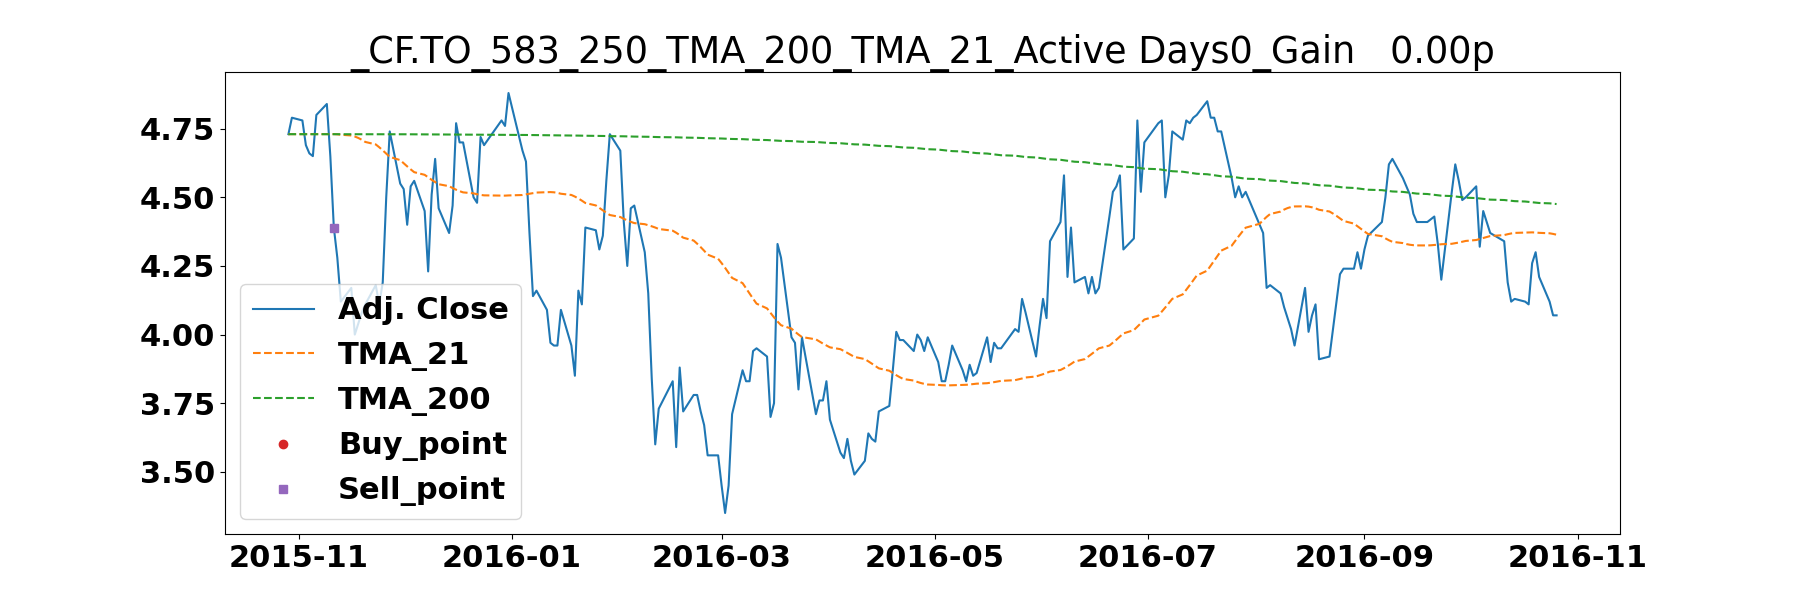 _CF.TO_583_250_TMA_200_TMA_21_Active Days0_Gain   0.00p
4.75
4.50
4.25
4.00
3.75
3.50
Adj. Close
TMA_21
TMA_200
Buy_point
Sell_point
2015-11 2016-01 2016-03 2016-05 2016-07 2016-09 2016-11